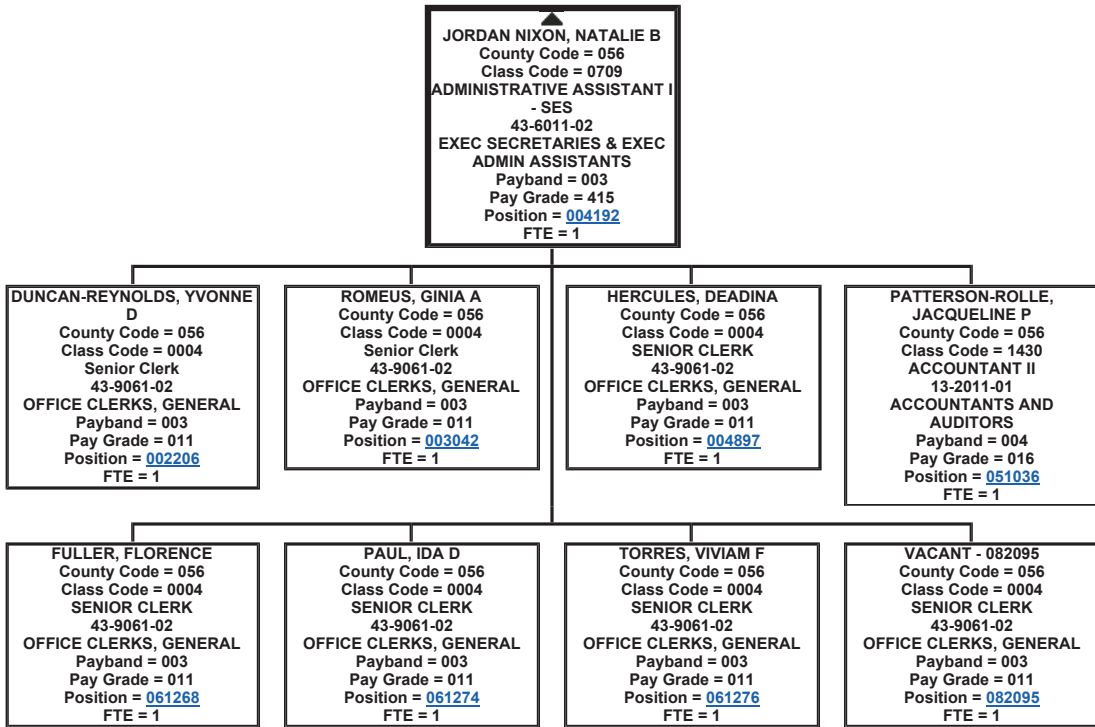 JORDAN NIXON, NATALIE B
County Code = 056
Class Code = 0709
ADMINISTRATIVE ASSISTANT I
- SES
43-6011-02
EXEC SECRETARIES & EXEC
ADMIN ASSISTANTS
Payband = 003
Pay Grade = 415
Position = 004192
FTE = 1
DUNCAN-REYNOLDS, YVONNE
D
County Code = 056
Class Code = 0004
Senior Clerk
43-9061-02
OFFICE CLERKS, GENERAL
Payband = 003
Pay Grade = 011
Position = 002206
FTE = 1
ROMEUS, GINIA A
County Code = 056
Class Code = 0004
Senior Clerk
43-9061-02
OFFICE CLERKS, GENERAL
Payband = 003
Pay Grade = 011
Position = 003042
FTE = 1
HERCULES, DEADINA
County Code = 056
Class Code = 0004
SENIOR CLERK
43-9061-02
OFFICE CLERKS, GENERAL
Payband = 003
Pay Grade = 011
Position = 004897
FTE = 1
PATTERSON-ROLLE,
JACQUELINE P
County Code = 056
Class Code = 1430
ACCOUNTANT II
13-2011-01
ACCOUNTANTS AND
AUDITORS
Payband = 004
Pay Grade = 016
Position = 051036
FTE = 1
FULLER, FLORENCE
County Code = 056
Class Code = 0004
SENIOR CLERK
43-9061-02
OFFICE CLERKS, GENERAL
Payband = 003
Pay Grade = 011
Position = 061268
FTE = 1
PAUL, IDA D
County Code = 056
Class Code = 0004
SENIOR CLERK
43-9061-02
OFFICE CLERKS, GENERAL
Payband = 003
Pay Grade = 011
Position = 061274
FTE = 1
TORRES, VIVIAM F
County Code = 056
Class Code = 0004
SENIOR CLERK
43-9061-02
OFFICE CLERKS, GENERAL
Payband = 003
Pay Grade = 011
Position = 061276
FTE = 1
VACANT - 082095
County Code = 056
Class Code = 0004
SENIOR CLERK
43-9061-02
OFFICE CLERKS, GENERAL
Payband = 003
Pay Grade = 011
Position = 082095
FTE = 1